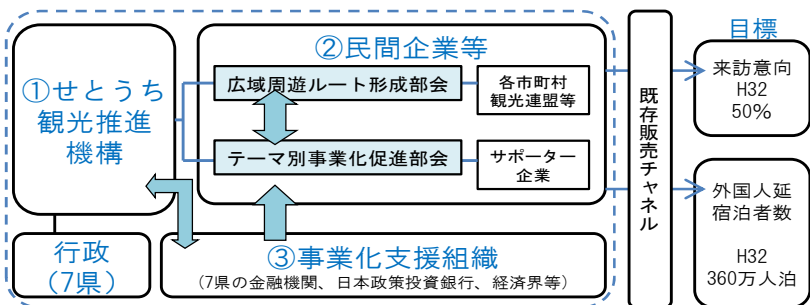 ①せとうち
観光推進
機構
行政
(7県)
②民間企業等
広域周遊ルート形成部会
各市町村
観光連盟等
テーマ別事業化促進部会
サポーター
企業
③事業化支援組織
(7県の金融機関、日本政策投資銀行、経済界等)
既存販売チャネル
目標
来訪意向
H32
50%
外国人延
宿泊者数
H32
360万人泊